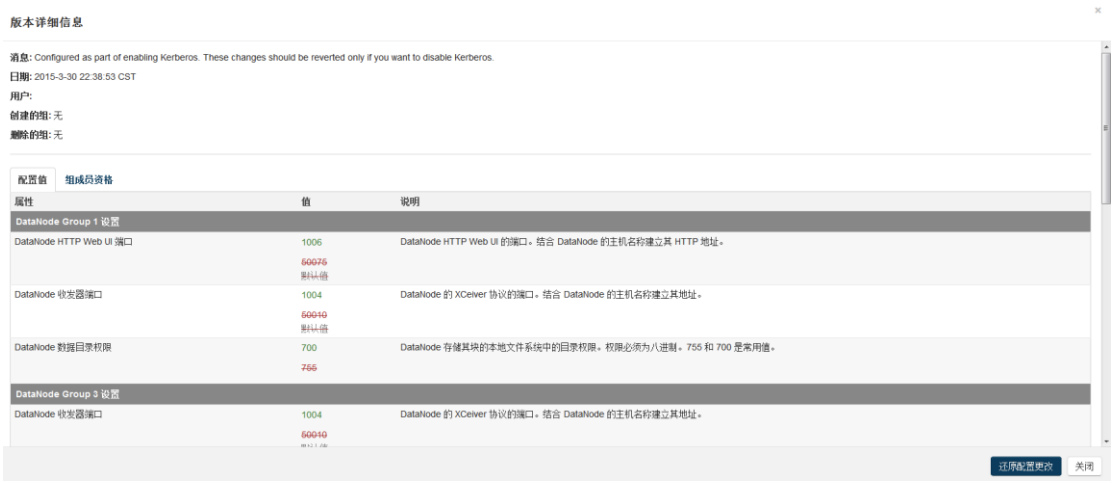 版本详细信息
×
消息: Configured as part of enabling Kerberos. These changes should be reverted only if you want to disable Kerberos.
日期: 2015-3-30 22:38:53 CST
用户:
创建的组: 无
删除的组: 无
配置值 组成员资格
属性 值 说明
DataNode Group 1 设置
DataNode HTTP Web UI 端口 1006 DataNode HTTP Web UI 的端口。结合 DataNode 的主机名称建立其 HTTP 地址。
50075
默认值
DataNode 收发器端口 1004 DataNode 的 XCeiver 协议的端口。结合 DataNode 的主机名称建立其地址。
50010
默认值
DataNode 数据目录权限 700 DataNode 存储其块的本地文件系统中的目录权限。权限必须为八进制。755 和 700 是常用值。
755
DataNode Group 3 设置
DataNode 收发器端口 1004 DataNode 的 XCeiver 协议的端口。结合 DataNode 的主机名称建立其地址。
50010
还原配置更改 关闭